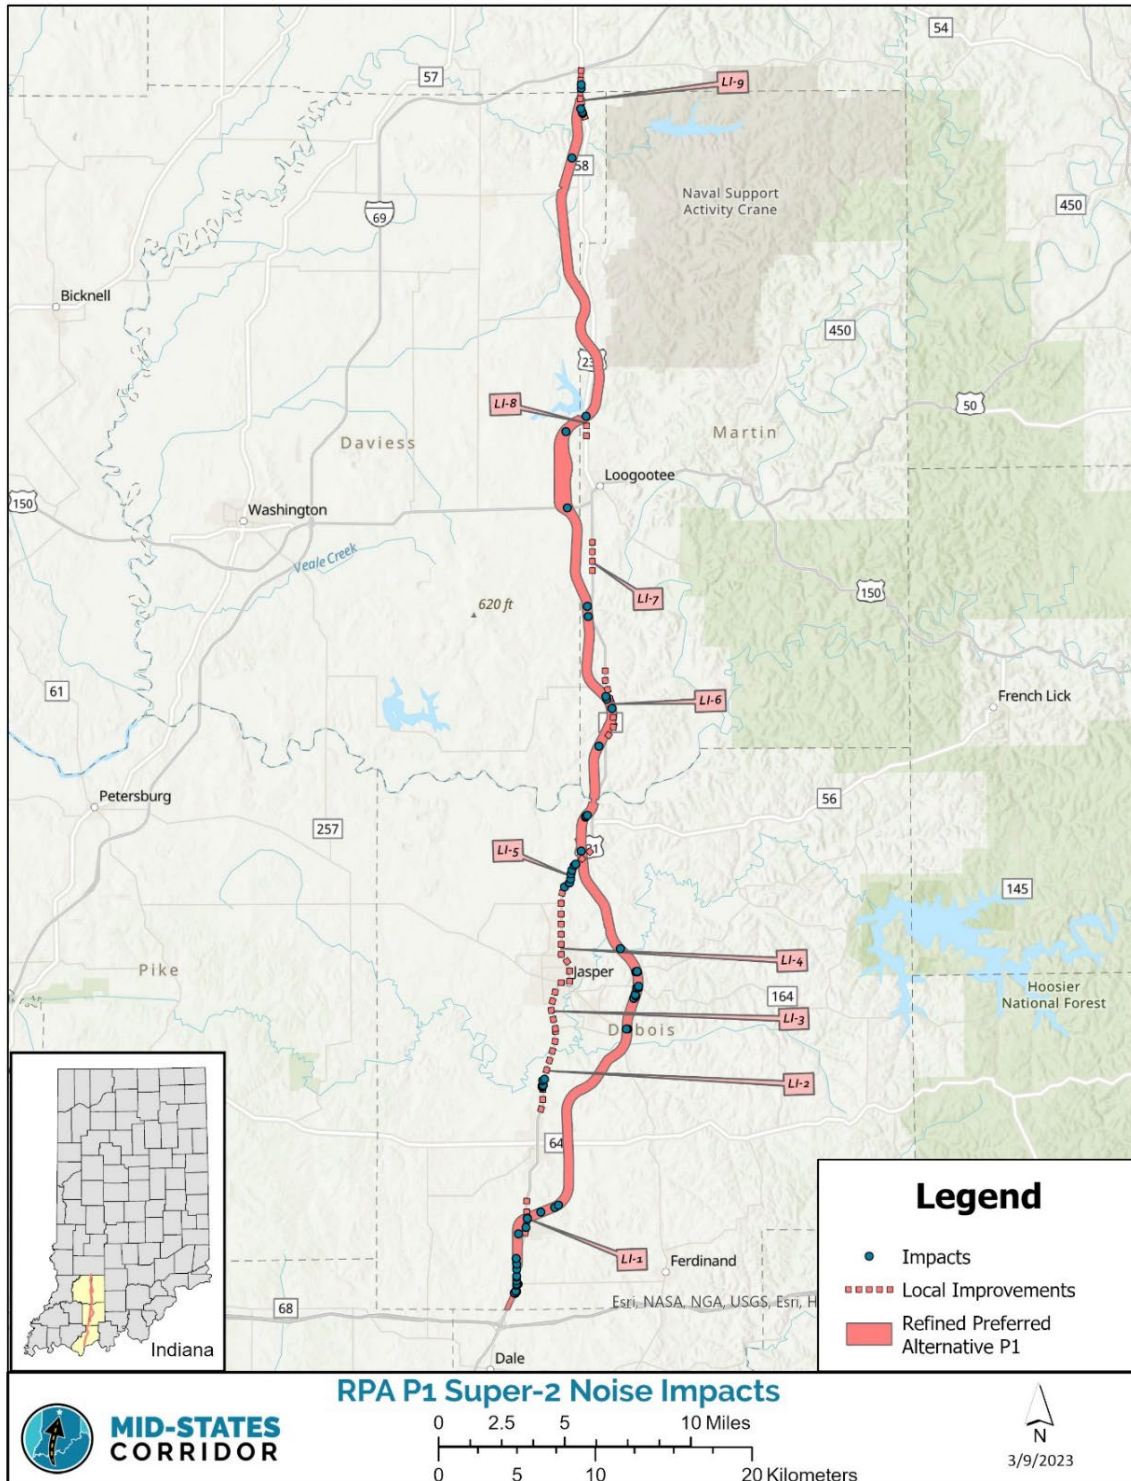 54
57
LI-9
58
Naval Support
Activity Crane
450
69
Bicknell
450
23
50
LI-8
Daviess
Martin
Loogootee
150
Washington
Veale Creek
LI-7
150
620 ft
61
French Lick
LI-6
Petersburg
56
257
LI-5
31
145
LI-4
Pike
Jasper
164
Hoosier
National Forest
LI-3
Dubois
LI-2
64
LI-1
Ferdinand
68
Esri, NASA, NGA, USGS, Esri, H
Dale
Indiana
Legend
Impacts
Local Improvements
Refined Preferred
Alternative P1
RPA P1 Super-2 Noise Impacts
MID-STATES
CORRIDOR
0 2.5 5 10 Miles
0 5 10 20 Kilometers
N
3/9/2023